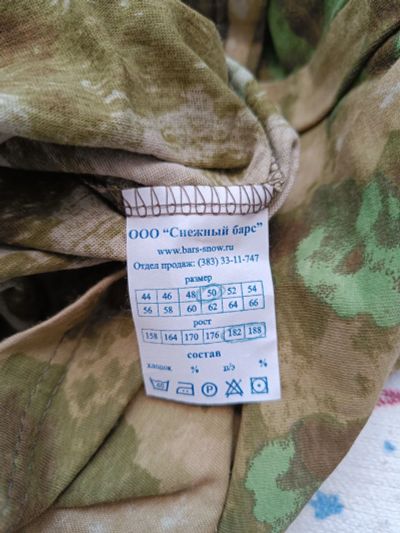 ООО “Снежный барс”
www.bars-snow.ru
Отдел продаж: (383) 33-11-747
размер
44 46 48 50 52 54
56 58 60 62 64 66
рост
158 164 170 176 182 188
состав
хлопок % п/э %
P